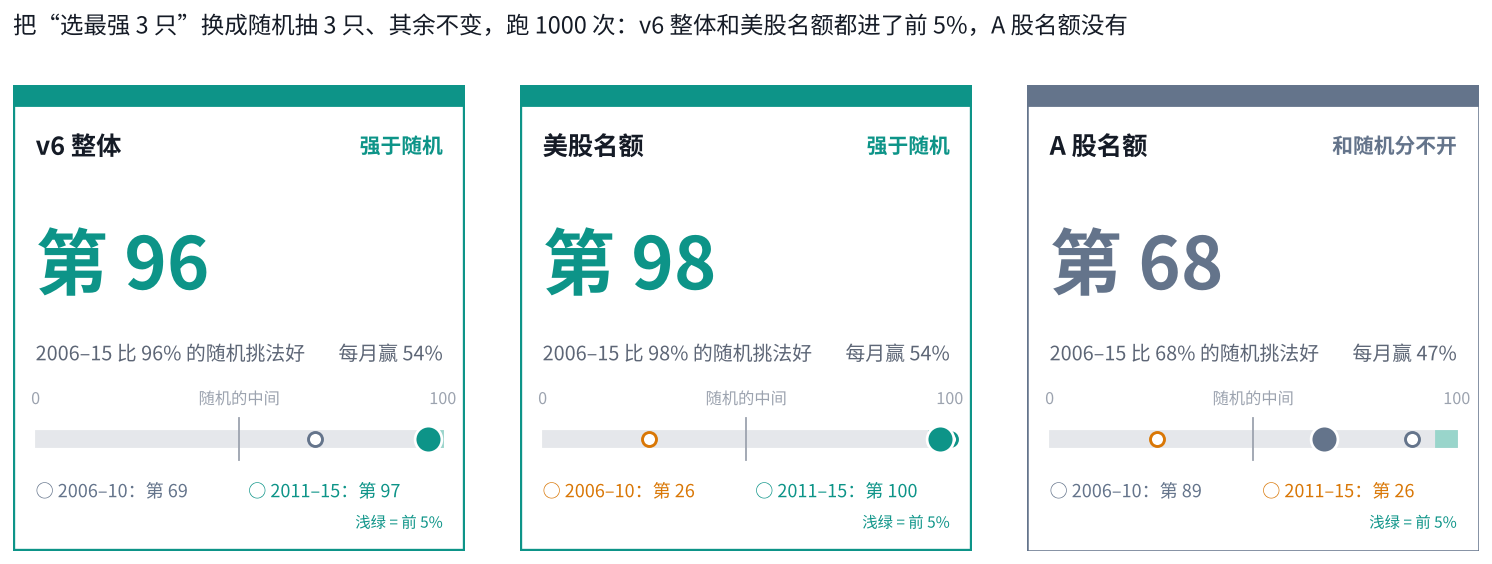 把“选最强 3 只”换成随机抽 3 只、其余不变，跑 1000 次：v6 整体和美股名额都进了前 5%，A 股名额没有
v6 整体 强于随机
第 96
2006–15 比 96% 的随机挑法好 每月赢 54%
0 随机的中间 100
2006–10：第 69 2011–15：第 97
浅绿 = 前 5%
美股名额 强于随机
第 98
2006–15 比 98% 的随机挑法好 每月赢 54%
0 随机的中间 100
2006–10：第 26 2011–15：第 100
浅绿 = 前 5%
A 股名额 和随机分不开
第 68
2006–15 比 68% 的随机挑法好 每月赢 47%
0 随机的中间 100
2006–10：第 89 2011–15：第 26
浅绿 = 前 5%